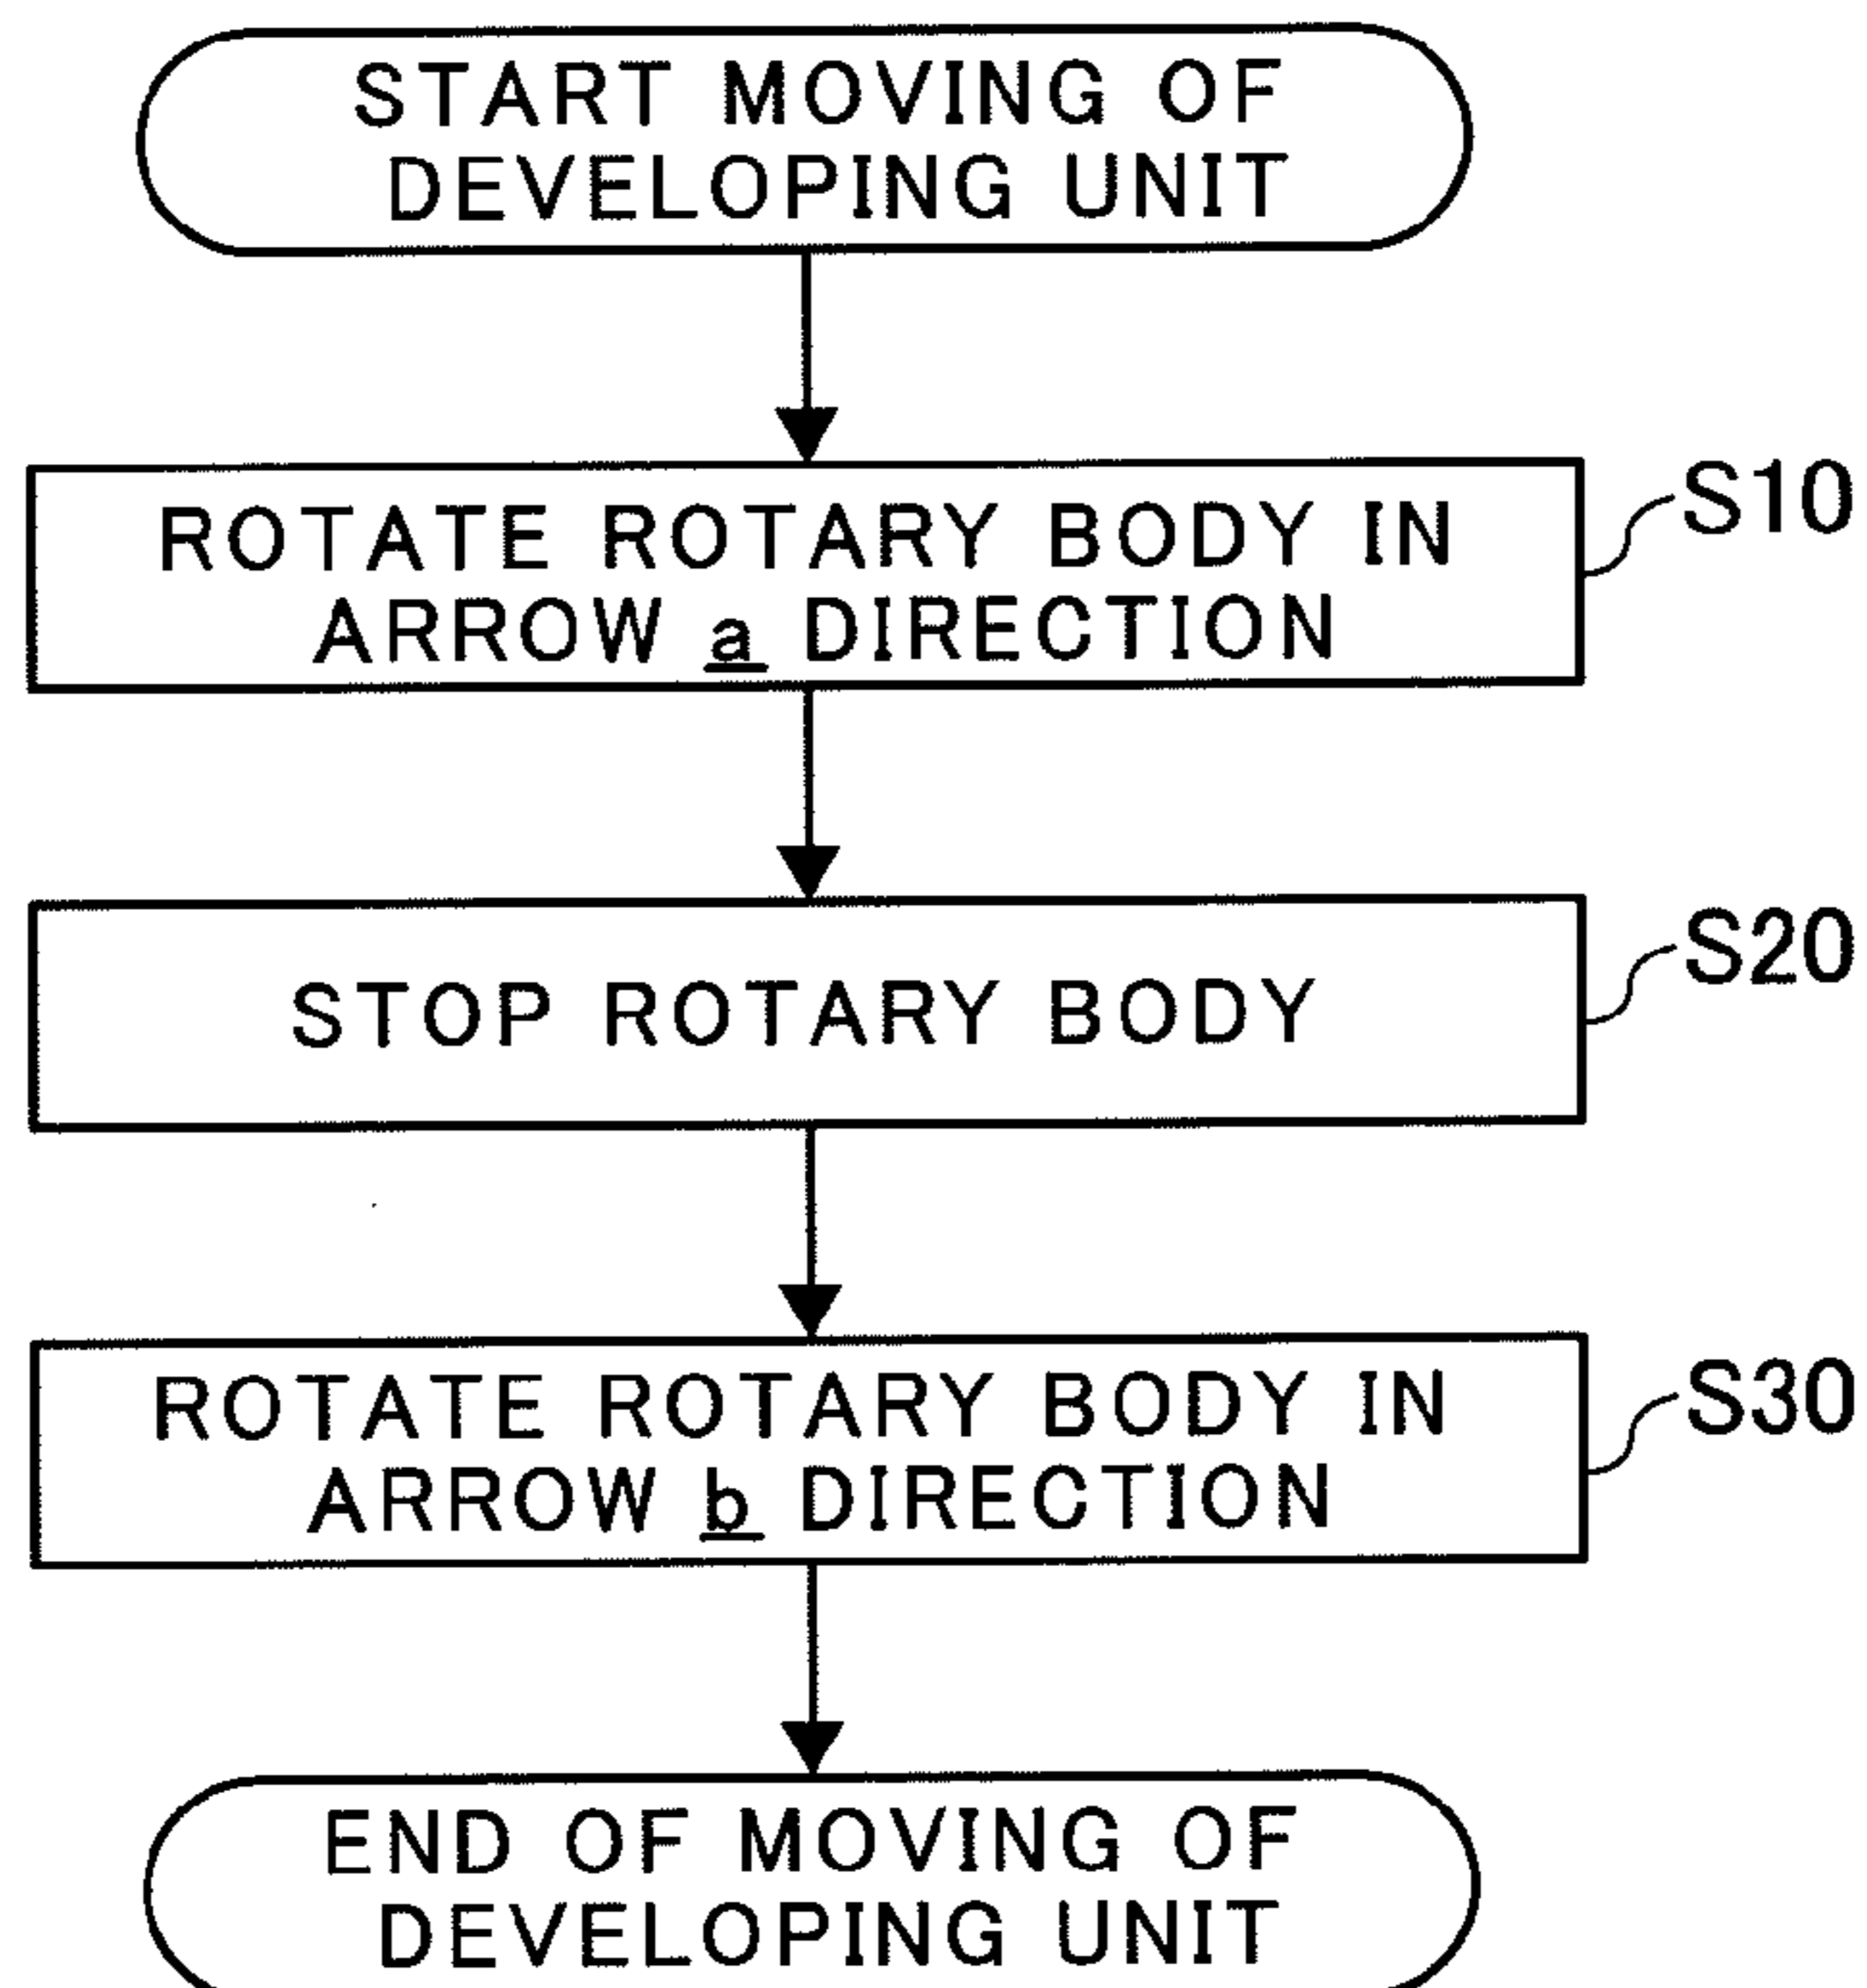 START MOVING OF
DEVELOPING UNIT
ROTATE ROTARY BODY IN
ARROW a DIRECTION
S10
STOP ROTARY BODY
S20
ROTATE ROTARY BODY IN
ARROW b DIRECTION
S30
END OF MOVING OF
DEVELOPING UNIT